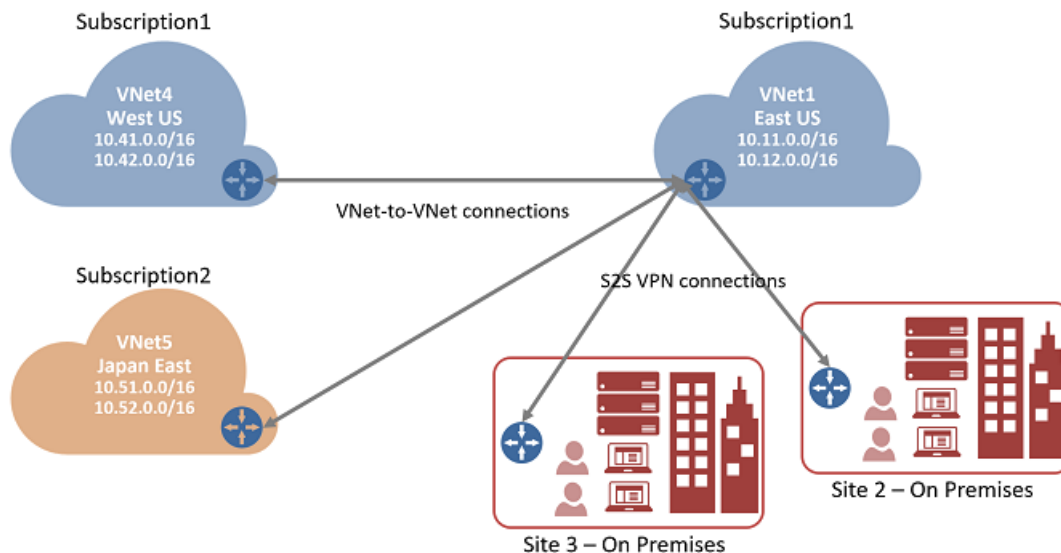 Subscription1
VNet4
West US
10.41.0.0/16
10.42.0.0/16
Subscription1
VNet1
East US
10.11.0.0/16
10.12.0.0/16
VNet-to-VNet connections
Subscription2
VNet5
Japan East
10.51.0.0/16
10.52.0.0/16
S2S VPN connections
Site 2 – On Premises
Site 3 – On Premises